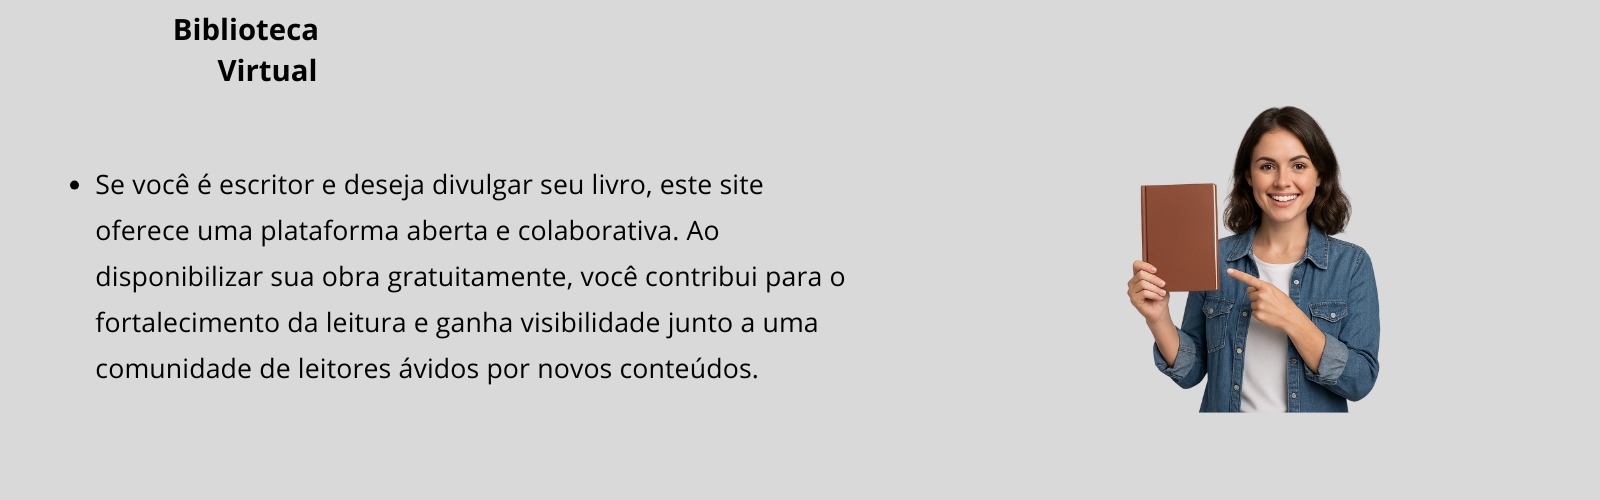 Biblioteca
Virtual
• Se você é escritor e deseja divulgar seu livro, este site
oferece uma plataforma aberta e colaborativa. Ao
disponibilizar sua obra gratuitamente, você contribui para o
fortalecimento da leitura e ganha visibilidade junto a uma
comunidade de leitores ávidos por novos conteúdos.